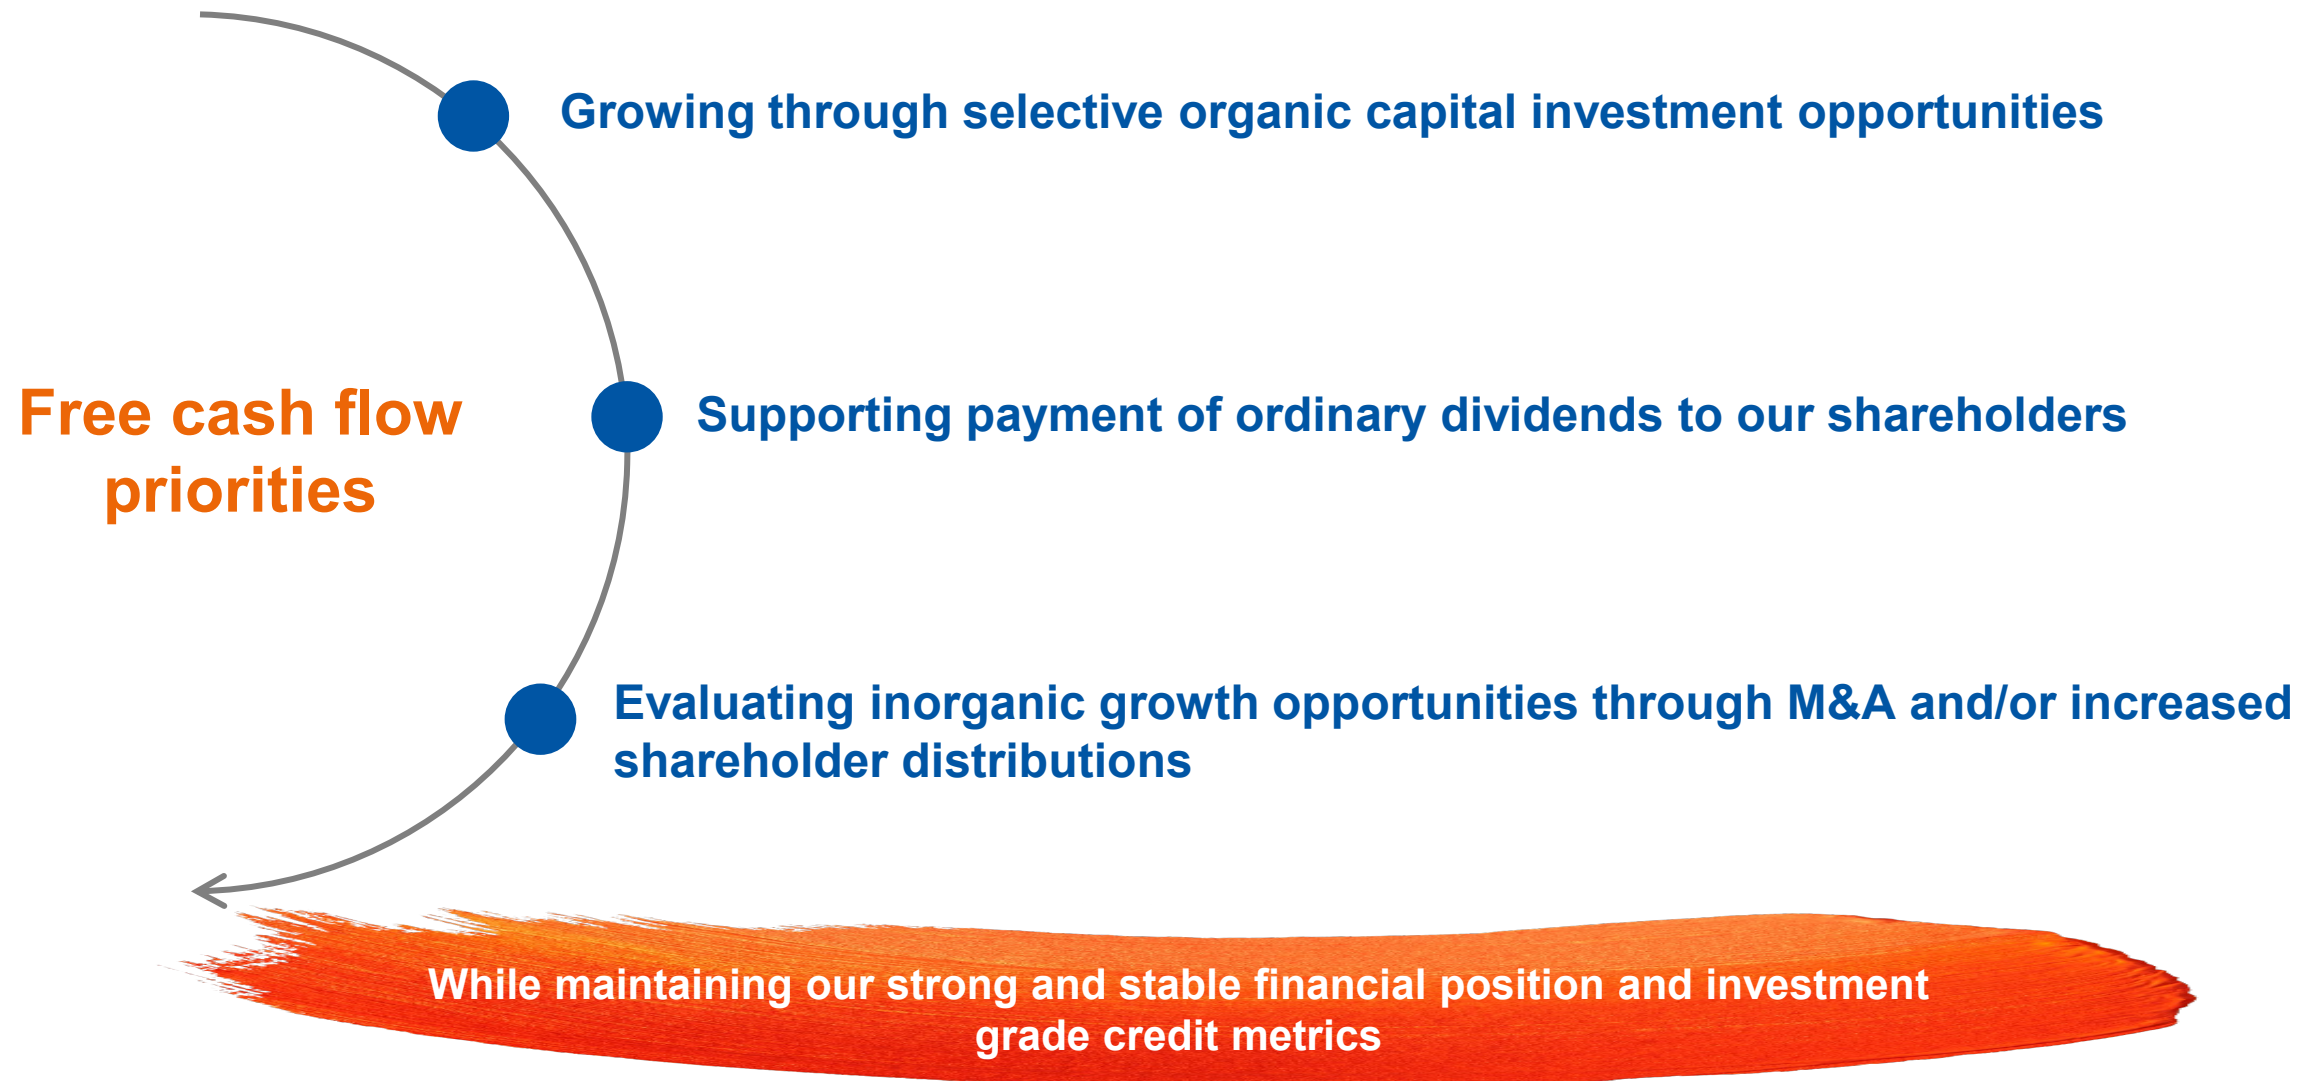 Growing through selective organic capital investment opportunities
Free cash flow
priorities
Supporting payment of ordinary dividends to our shareholders
Evaluating inorganic growth opportunities through M&A and/or increased
shareholder distributions
While maintaining our strong and stable financial position and investment
grade credit metrics